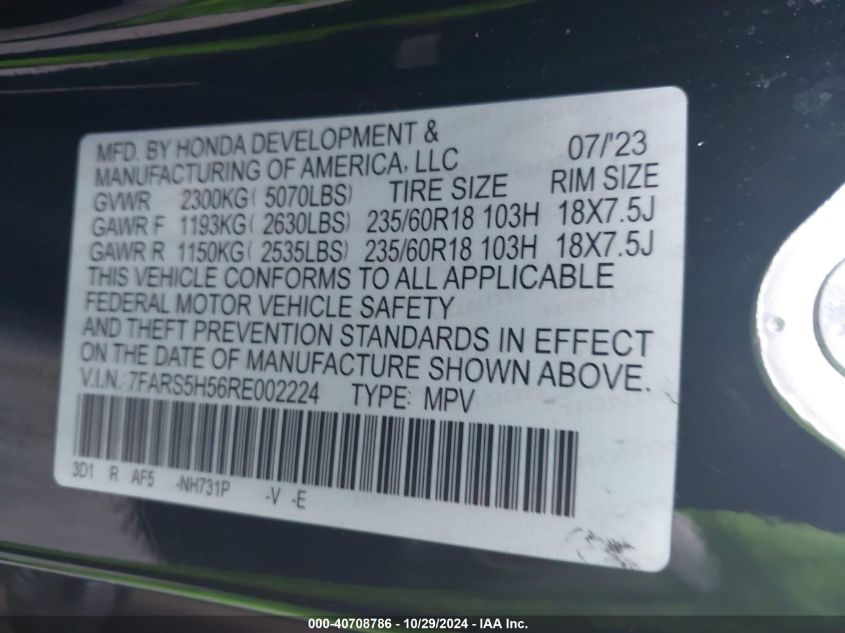 MFD. BY HONDA DEVELOPMENT &
MANUFACTURING OF AMERICA, LLC 07/'23
GVWR 2300KG( 5070LBS) TIRE SIZE RIM SIZE
GAWR F 1193KG( 2630LBS) 235/60R18 103H 18X7.5J
GAWR R 1150KG( 2535LBS) 235/60R18 103H 18X7.5J
THIS VEHICLE CONFORMS TO ALL APPLICABLE
FEDERAL MOTOR VEHICLE SAFETY
AND THEFT PREVENTION STANDARDS IN EFFECT
ON THE DATE OF MANUFACTURE SHOWN ABOVE.
V.I.N.: 7FARS5H56RE002224 TYPE: MPV
3D1 R AF5 -NH731P -V -E
000-40708786 - 10/29/2024 - IAAI.com